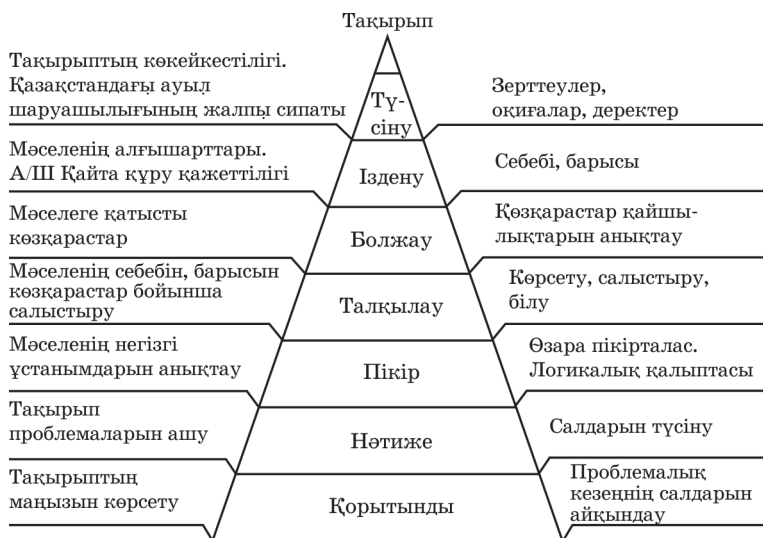 Тақырып
Тақырыптың көкейкестілігі.
Қазақстандағы ауыл
шаруашылығының жалпы сипаты
Тү-
сіну
Зерттеулер,
оқиғалар, деректер
Мәселенің алғышарттары.
А/Ш Қайта құру қажеттілігі
Іздену
Себебі, барысы
Мәселеге қатысты
көзқарастар
Болжау
Қөзқарастар қайшы-
лықтарын анықтау
Мәселенің себебін, барысын
көзқарастар бойынша
салыстыру
Талқылау
Көрсету, салыстыру,
білу
Мәселенің негізгі
ұстанымдарын анықтау
Пікір
Өзара пікірталас.
Логикалық қалыптасы
Тақырып
проблемаларын ашу
Нәтиже
Салдарын түсіну
Тақырыптың
маңызын көрсету
Қорытынды
Проблемалық
кезеңнің салдарын
айқындау